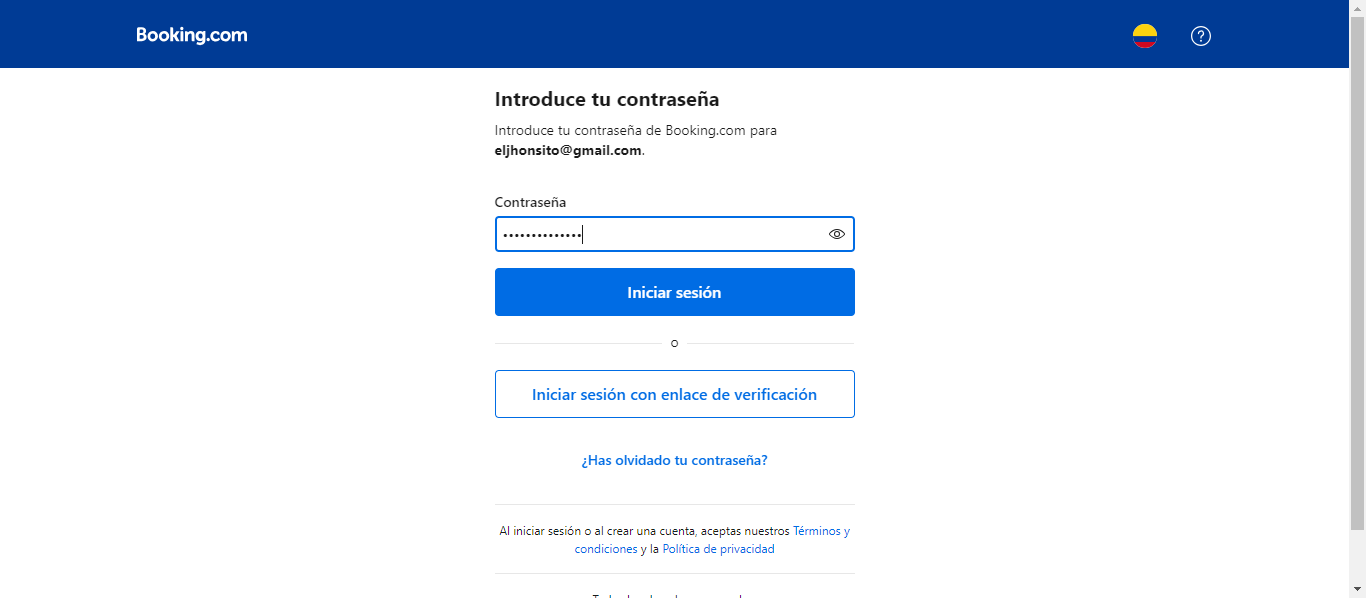 Booking.com
Introduce tu contraseña
Introduce tu contraseña de Booking.com para
eljhonsito@gmail.com.
Contraseña
••••••••••••••
Iniciar sesión
o
Iniciar sesión con enlace de verificación
¿Has olvidado tu contraseña?
Al iniciar sesión o al crear una cuenta, aceptas nuestros Términos y
condiciones y la Política de privacidad